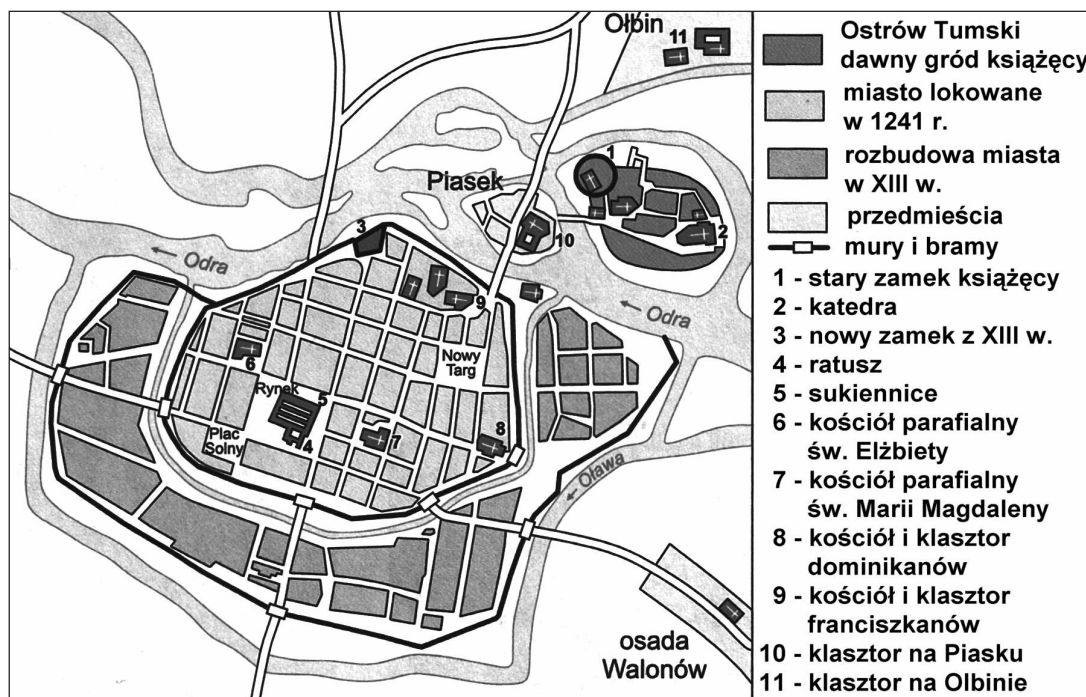 Ołbin
11
1
Piasek
3
10
2
← Odra
9
← Odra
Nowy
Targ
6
Rynek
5
Plac
Solny
4
7
8
← Oława
osada
Walonów
Ostrów Tumski
dawny gród książęcy
miasto lokowane
w 1241 r.
rozbudowa miasta
w XIII w.
przedmieścia
mury i bramy
1 - stary zamek książęcy
2 - katedra
3 - nowy zamek z XIII w.
4 - ratusz
5 - sukiennice
6 - kościół parafialny
św. Elżbiety
7 - kościół parafialny
św. Marii Magdaleny
8 - kościół i klasztor
dominikanów
9 - kościół i klasztor
franciszkanów
10 - klasztor na Piasku
11 - klasztor na Olbinie